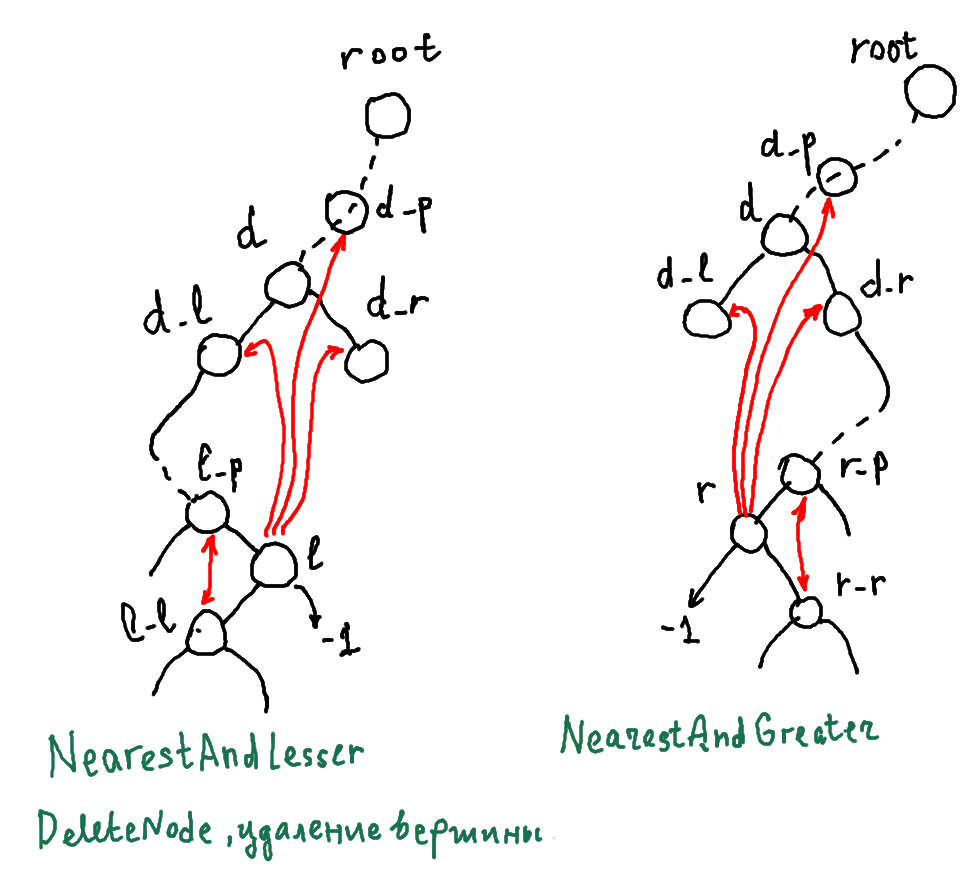 root
d_p
d
d_l
d_r
l_p
l
l_l
-1
NearestAndLesser
root
d_p
d
d_l
d_r
r
r_p
r_r
-1
NearestAndGreater
DeleteNode, удаление вершины